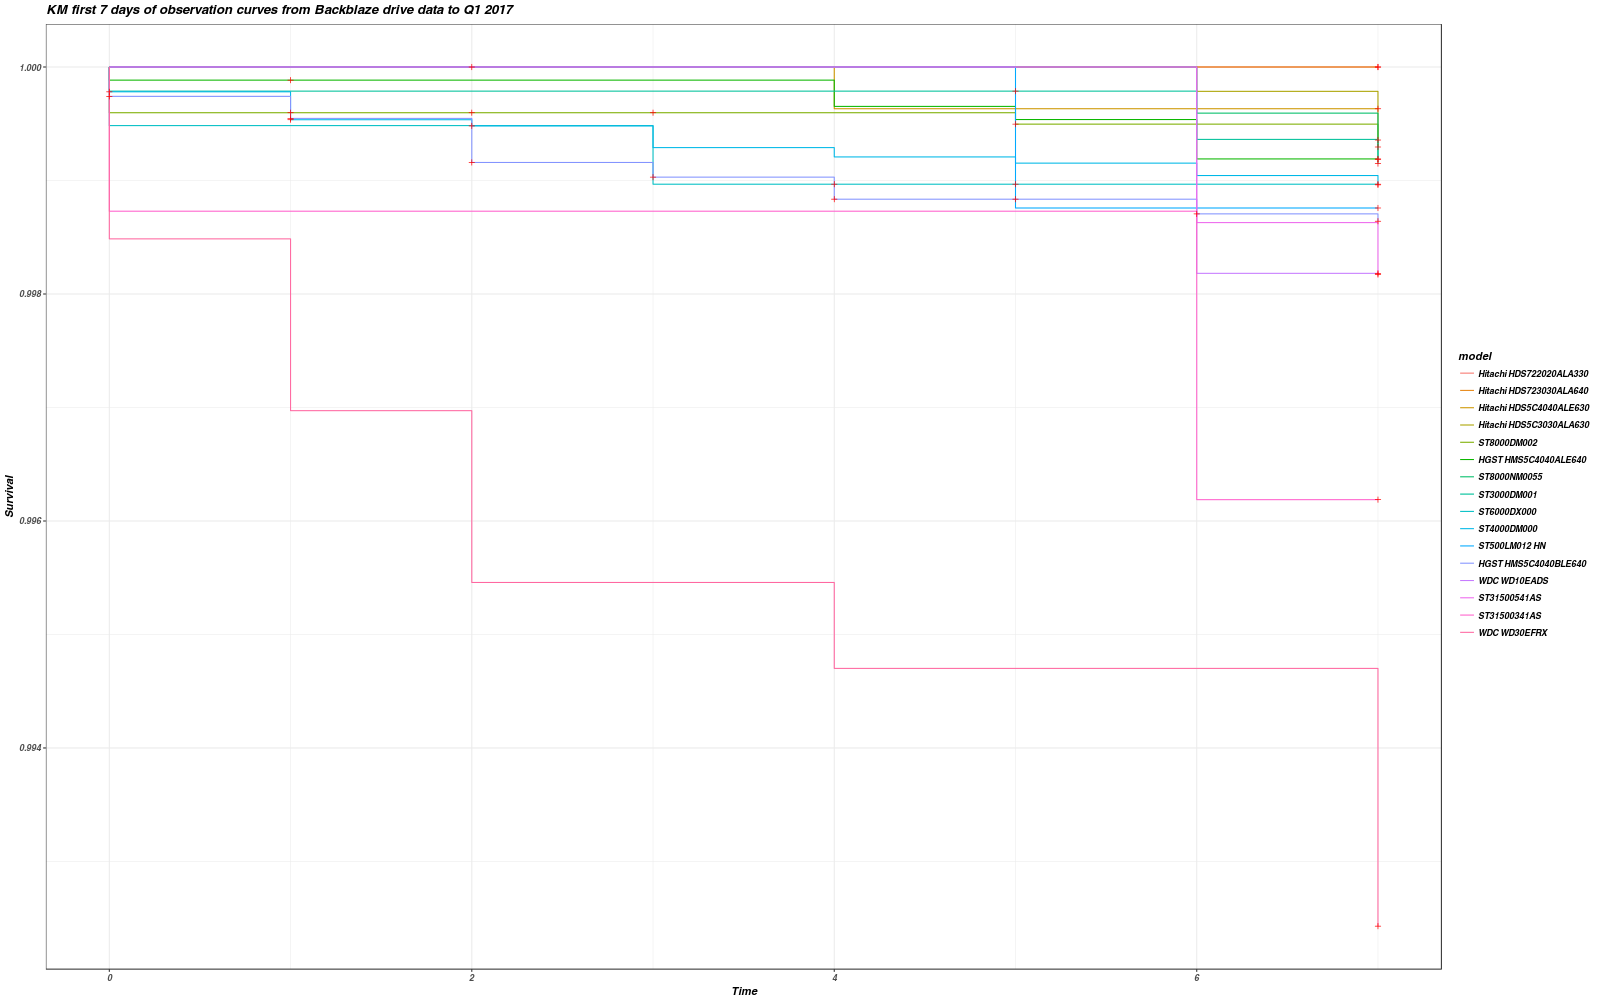 KM first 7 days of observation curves from Backblaze drive data to Q1 2017
1.000
0.998
0.996
0.994
Survival
0 2 4 6
Time
model
Hitachi HDS722020ALA330
Hitachi HDS723030ALA640
Hitachi HDS5C4040ALE630
Hitachi HDS5C3030ALA630
ST8000DM002
HGST HMS5C4040ALE640
ST8000NM0055
ST3000DM001
ST6000DX000
ST4000DM000
ST500LM012 HN
HGST HMS5C4040BLE640
WDC WD10EADS
ST31500541AS
ST31500341AS
WDC WD30EFRX